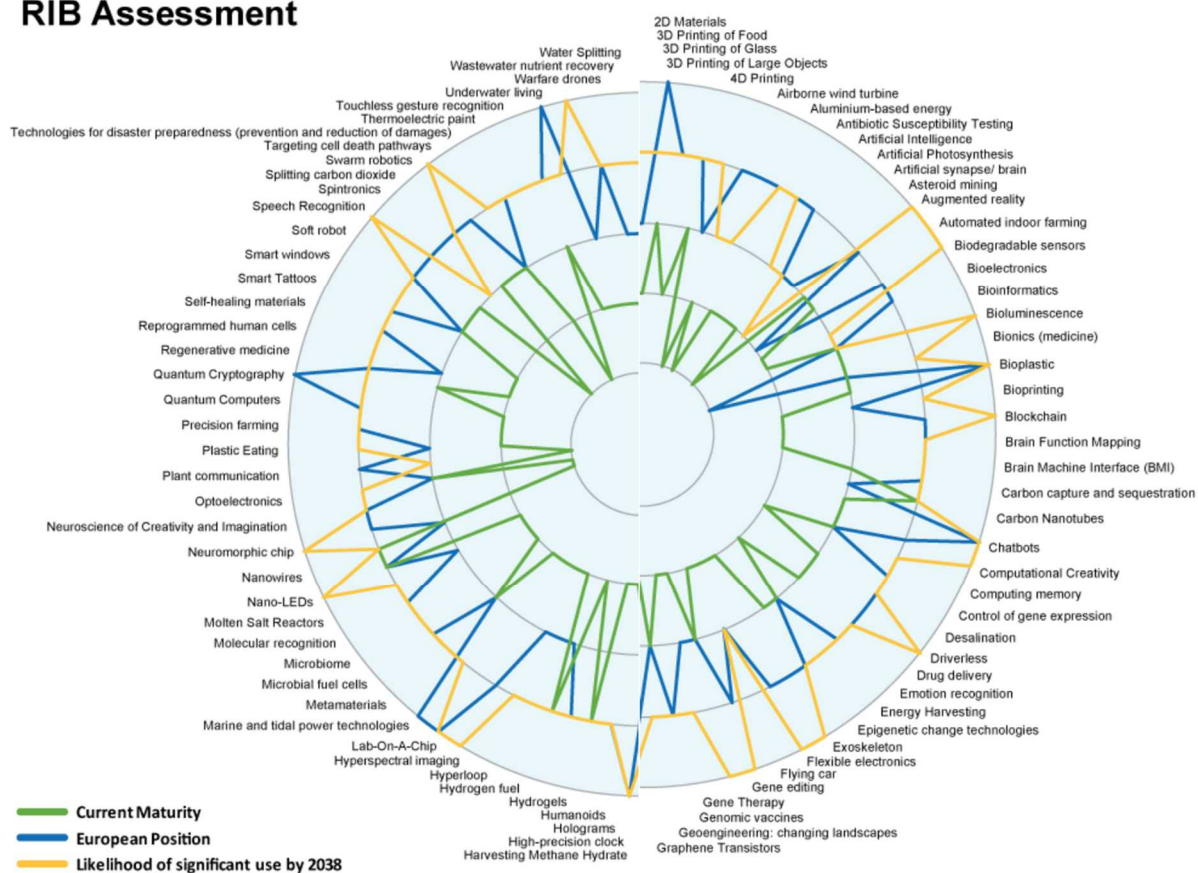 RIB Assessment
2D Materials
3D Printing of Food
3D Printing of Glass
3D Printing of Large Objects
4D Printing
Airborne wind turbine
Aluminium-based energy
Antibiotic Susceptibility Testing
Artificial Intelligence
Artificial Photosynthesis
Artificial synapse/ brain
Asteroid mining
Augmented reality
Automated indoor farming
Biodegradable sensors
Bioelectronics
Bioinformatics
Bioluminescence
Bionics (medicine)
Bioplastic
Bioprinting
Blockchain
Brain Function Mapping
Brain Machine Interface (BMI)
Carbon capture and sequestration
Carbon Nanotubes
Chatbots
Computational Creativity
Computing memory
Control of gene expression
Desalination
Driverless
Drug delivery
Emotion recognition
Energy Harvesting
Epigenetic change technologies
Exoskeleton
Flexible electronics
Flying car
Gene editing
Gene Therapy
Genomic vaccines
Geoengineering: changing landscapes
Graphene Transistors
Water Splitting
Wastewater nutrient recovery
Warfare drones
Underwater living
Touchless gesture recognition
Thermoelectric paint
Technologies for disaster preparedness (prevention and reduction of damages)
Targeting cell death pathways
Swarm robotics
Splitting carbon dioxide
Spintronics
Speech Recognition
Soft robot
Smart windows
Smart Tattoos
Self-healing materials
Reprogrammed human cells
Regenerative medicine
Quantum Cryptography
Quantum Computers
Precision farming
Plastic Eating
Plant communication
Optoelectronics
Neuroscience of Creativity and Imagination
Neuromorphic chip
Nanowires
Nano-LEDs
Molten Salt Reactors
Molecular recognition
Microbiome
Microbial fuel cells
Metamaterials
Marine and tidal power technologies
Lab-On-A-Chip
Hyperspectral imaging
Hyperloop
Hydrogen fuel
Hydrogels
Humanoids
Holograms
High-precision clock
Harvesting Methane Hydrate
Current Maturity
European Position
Likelihood of significant use by 2038